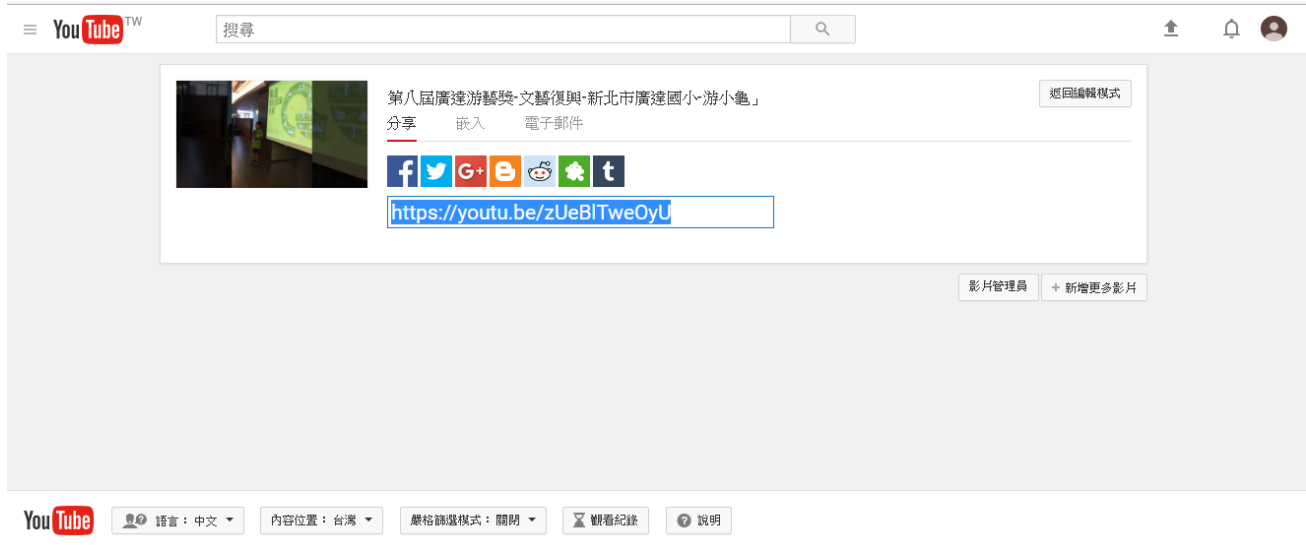 YouTube TW
搜尋
第八屆廣達游藝獎-文藝復興-新北市廣達國小-游小龜」
返回編輯模式
分享 嵌入 電子郵件
https://youtu.be/zUeBlTweOyU
影片管理員
+ 新增更多影片
YouTube 語言：中文 內容位置：台灣 嚴格篩選模式：關閉 觀看紀錄 說明